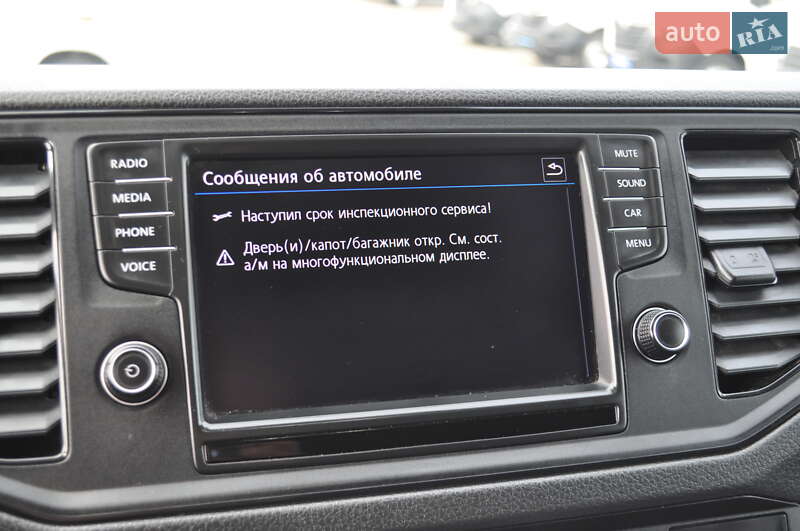 auto RIA
RADIO
MEDIA
PHONE
VOICE
Сообщения об автомобиле
Наступил срок инспекционного сервиса!
Дверь(и)/капот/багажник откр. См. сост.
а/м на многофункциональном дисплее.
MUTE
SOUND
CAR
MENU